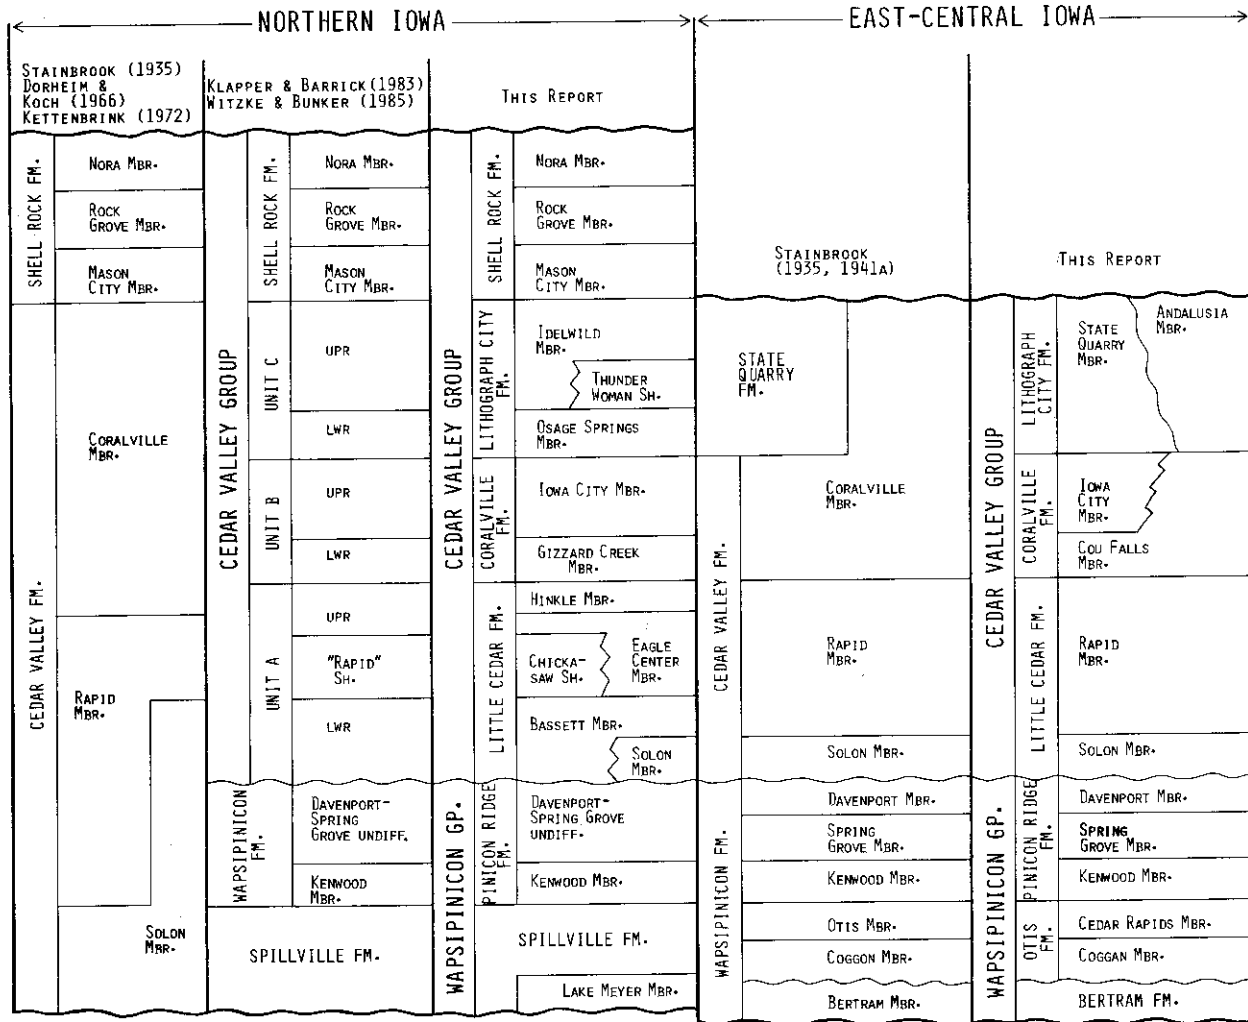 NORTHERN IOWA
EAST-CENTRAL IOWA
STAINBROOK (1935)
DORHEIM &
KOCH (1966)
KETTENBRINK (1972)
KLAPPER & BARRICK (1983)
WITZKE & BUNKER (1985)
THIS REPORT
STAINBROOK
(1935, 1941A)
THIS REPORT
SHELL ROCK FM.
NORA MBR.
ROCK
GROVE MBR.
MASON
CITY MBR.
CEDAR VALLEY FM.
CORALVILLE
MBR.
RAPID
MBR.
SOLON
MBR.
CEDAR VALLEY GROUP
SHELL ROCK FM.
NORA MBR.
ROCK
GROVE MBR.
MASON
CITY MBR.
UNIT C
UPR
LWR
UNIT B
UPR
LWR
UNIT A
UPR
"RAPID"
SH.
LWR
WAPSIPINICON
FM.
DAVENPORT-
SPRING
GROVE UNDIFF.
KENWOOD
MBR.
SPILLVILLE FM.
CEDAR VALLEY GROUP
SHELL ROCK FM.
NORA MBR.
ROCK
GROVE MBR.
MASON
CITY MBR.
LITHOGRAPH CITY
FM.
IDELWILD
MBR.
THUNDER
WOMAN SH.
OSAGE SPRINGS
MBR.
CORALVILLE
FM.
IOWA CITY MBR.
GIZZARD CREEK
MBR.
LITTLE CEDAR FM.
HINKLE MBR.
CHICKA-
SAW SH.
EAGLE
CENTER
MBR.
BASSETT MBR.
SOLON
MBR.
WAPSIPINICON GP.
PINICON RIDGE
FM.
DAVENPORT-
SPRING GROVE
UNDIFF.
KENWOOD MBR.
SPILLVILLE FM.
LAKE MEYER MBR.
STATE
QUARRY
FM.
CEDAR VALLEY FM.
CORALVILLE
MBR.
RAPID
MBR.
SOLON MBR.
WAPSIPINICON FM.
DAVENPORT MBR.
SPRING
GROVE MBR.
KENWOOD MBR.
OTIS MBR.
COGGON MBR.
BERTRAM MBR.
CEDAR VALLEY GROUP
LITHOGRAPH
CITY FM.
STATE
QUARRY
MBR.
ANDALUSIA
MBR.
CORALVILLE
FM.
IOWA
CITY
MBR.
COU FALLS
MBR.
LITTLE CEDAR FM.
RAPID
MBR.
SOLON MBR.
WAPSIPINICON GP.
PINICON RIDGE
FM.
DAVENPORT MBR.
SPRING
GROVE MBR.
KENWOOD MBR.
OTIS
FM.
CEDAR RAPIDS MBR.
COGGAN MBR.
BERTRAM FM.